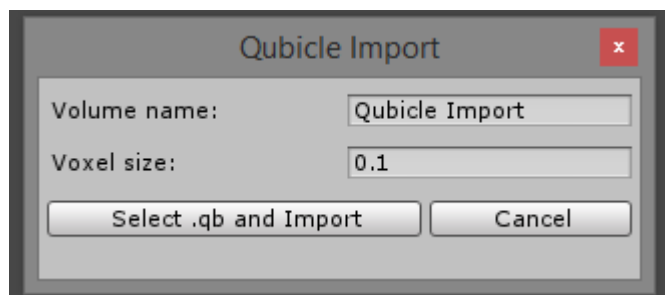 Qubicle Import
x
Volume name: Qubicle Import
Voxel size: 0.1
Select .qb and Import Cancel